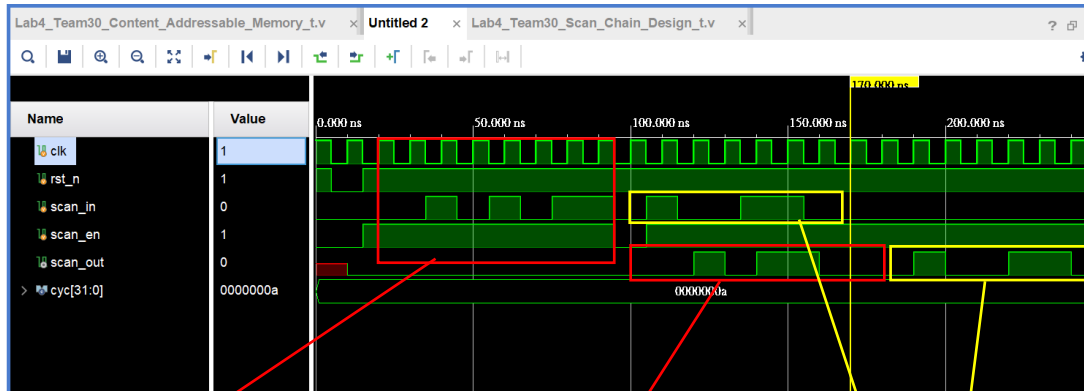 Lab4_Team30_Content_Addressable_Memory_t.v × Untitled 2 × Lab4_Team30_Scan_Chain_Design_t.v × ?
170.000 ns
Name Value 0.000 ns 50.000 ns 100.000 ns 150.000 ns 200.000 ns
clk 1
rst_n 1
scan_in 0
scan_en 1
scan_out 0
cyc[31:0] 0000000a 0000000a